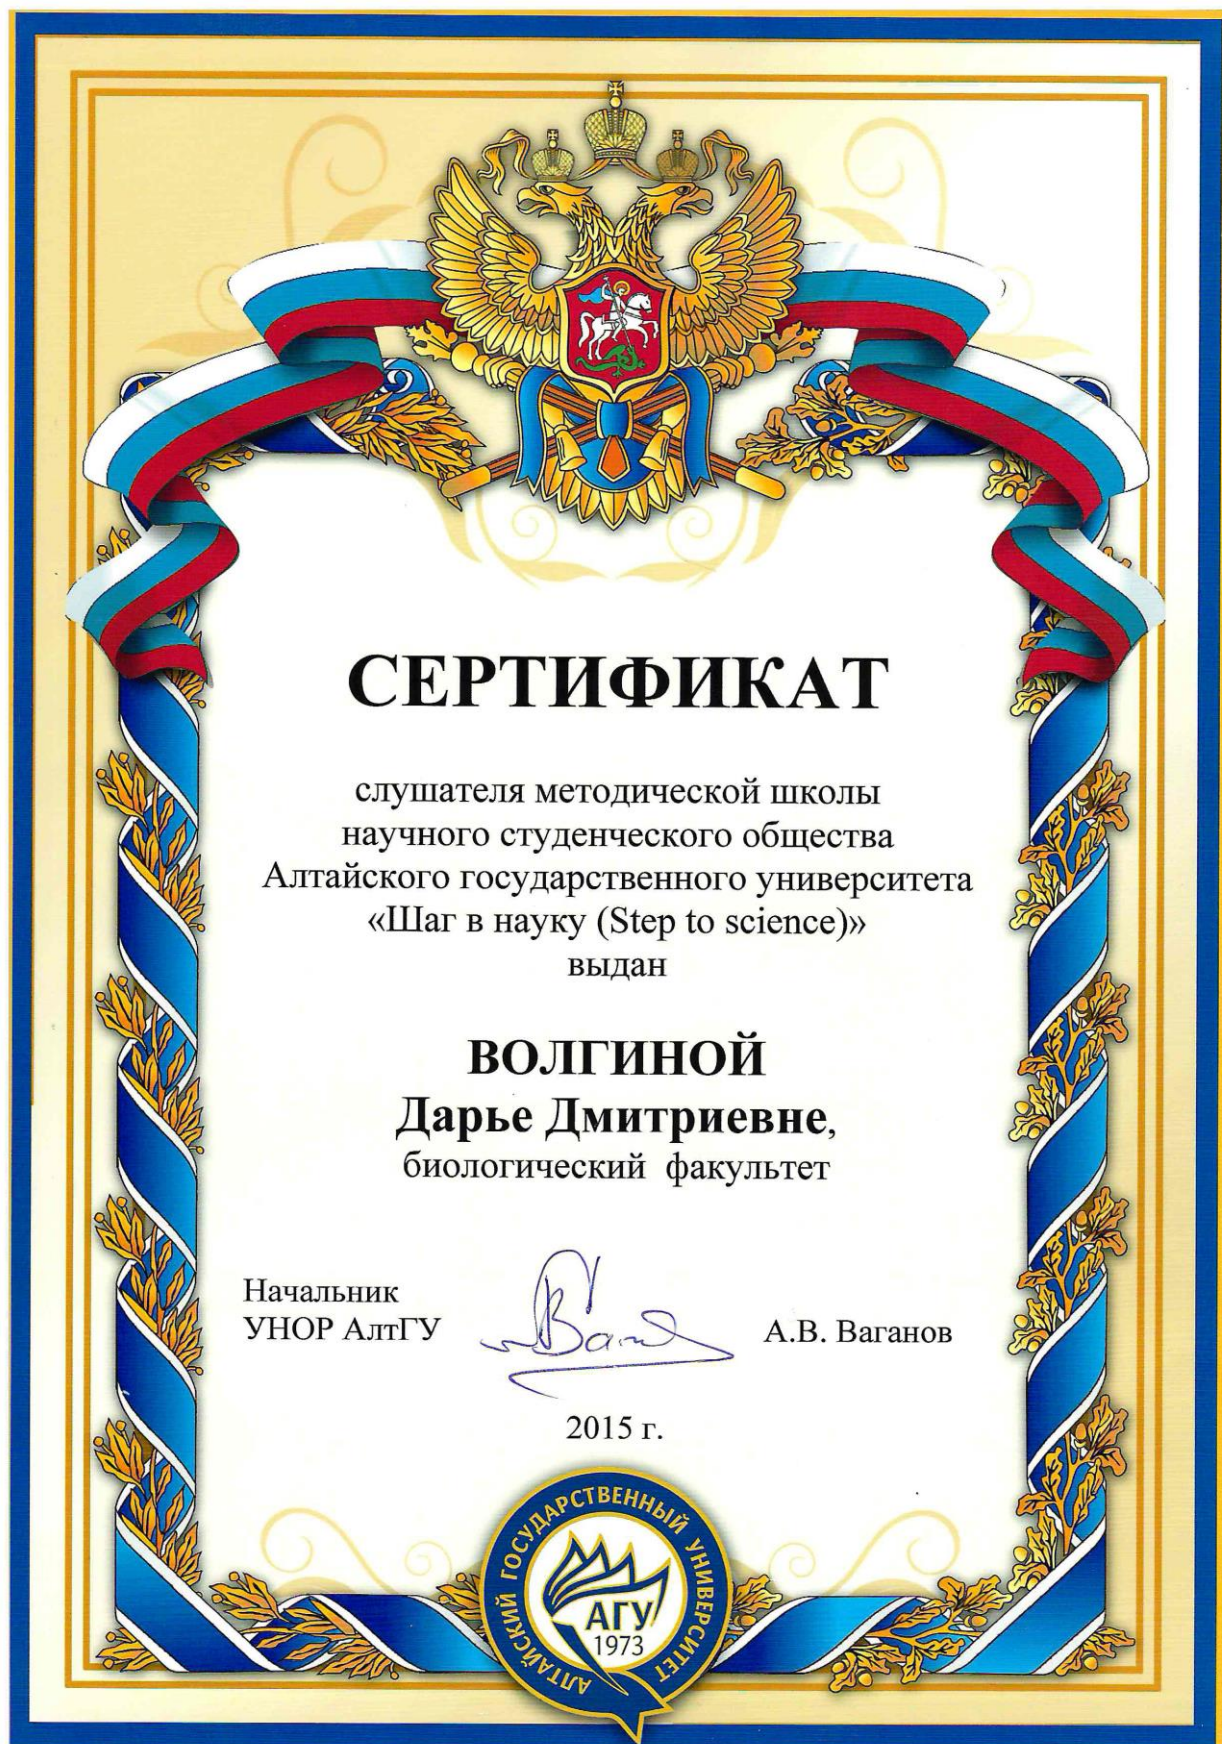 СЕРТИФИКАТ
слушателя методической школы
научного студенческого общества
Алтайского государственного университета
«Шаг в науку (Step to science)»
выдан
ВОЛГИНОЙ
Дарье Дмитриевне,
биологический факультет
Начальник
УНОР АлтГУ
А.В. Ваганов
2015 г.
АЛТАЙСКИЙ ГОСУДАРСТВЕННЫЙ УНИВЕРСИТЕТ
АГУ
1973